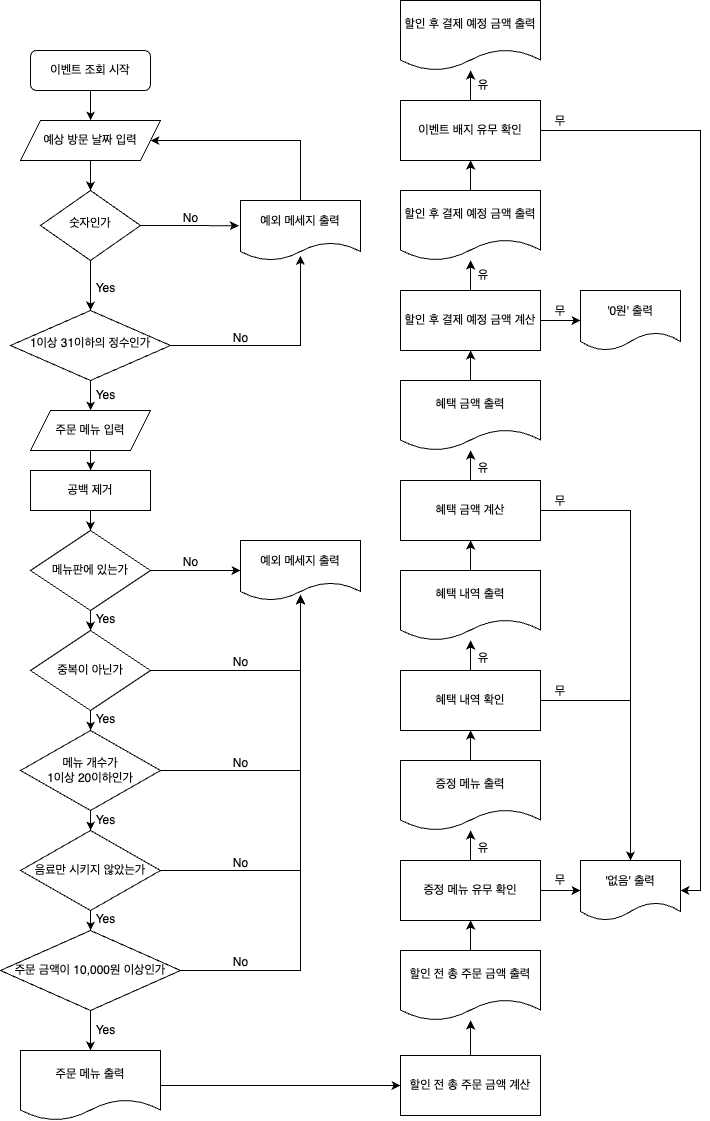 이벤트 조회 시작
예상 방문 날짜 입력
숫자인가
No
예외 메세지 출력
Yes
1이상 31이하의 정수인가
No
Yes
주문 메뉴 입력
공백 제거
메뉴판에 있는가
No
예외 메세지 출력
Yes
중복이 아닌가
No
Yes
메뉴 개수가
1이상 20이하인가
No
Yes
음료만 시키지 않았는가
No
Yes
주문 금액이 10,000원 이상인가
No
Yes
주문 메뉴 출력
할인 전 총 주문 금액 계산
할인 전 총 주문 금액 출력
증정 메뉴 유무 확인
무
'없음' 출력
유
증정 메뉴 출력
혜택 내역 확인
무
유
혜택 내역 출력
혜택 금액 계산
무
유
혜택 금액 출력
할인 후 결제 예정 금액 계산
무
'0원' 출력
유
할인 후 결제 예정 금액 출력
이벤트 배지 유무 확인
무
유
할인 후 결제 예정 금액 출력